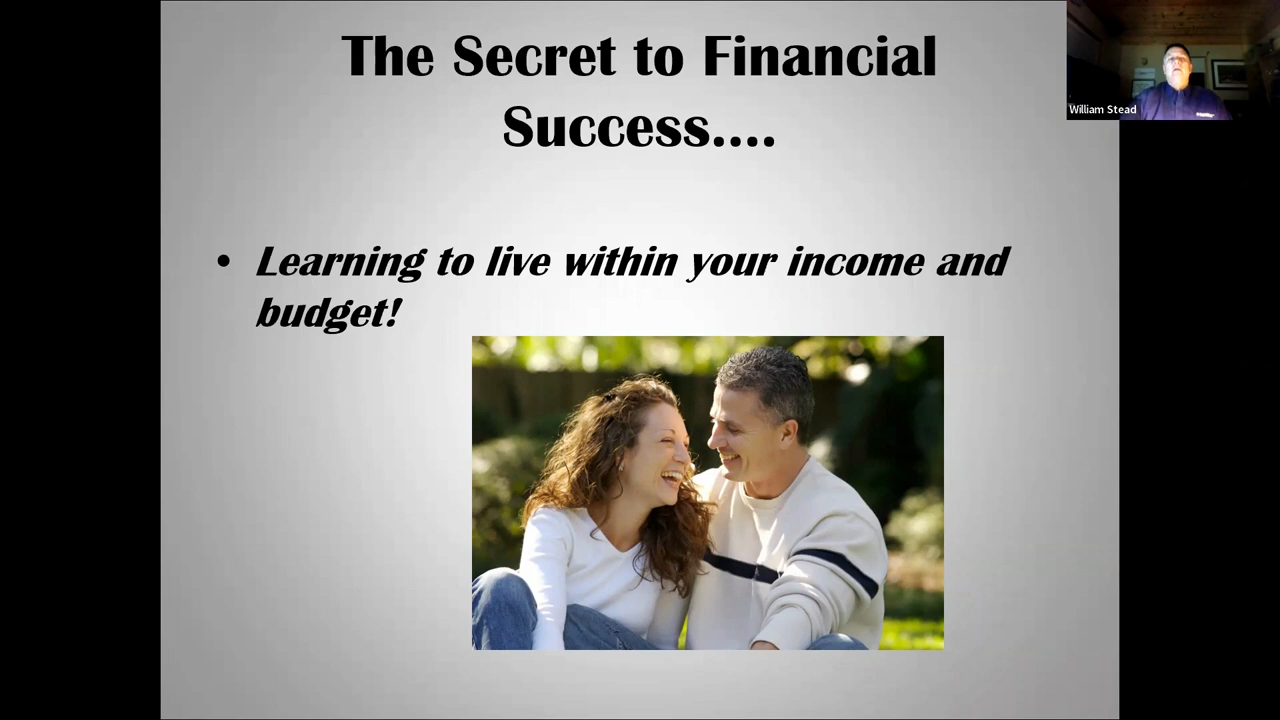 The Secret to Financial
Success....
• Learning to live within your income and
budget!
William Stead